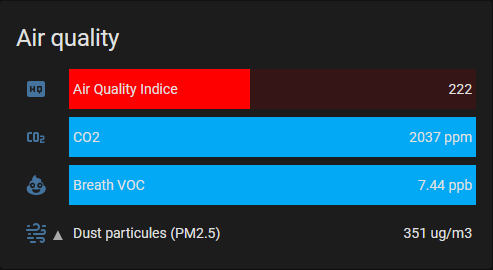 Air quality
HQ Air Quality Indice 222
CO2 CO2 2037 ppm
Breath VOC 7.44 ppb
Dust particules (PM2.5) 351 ug/m3